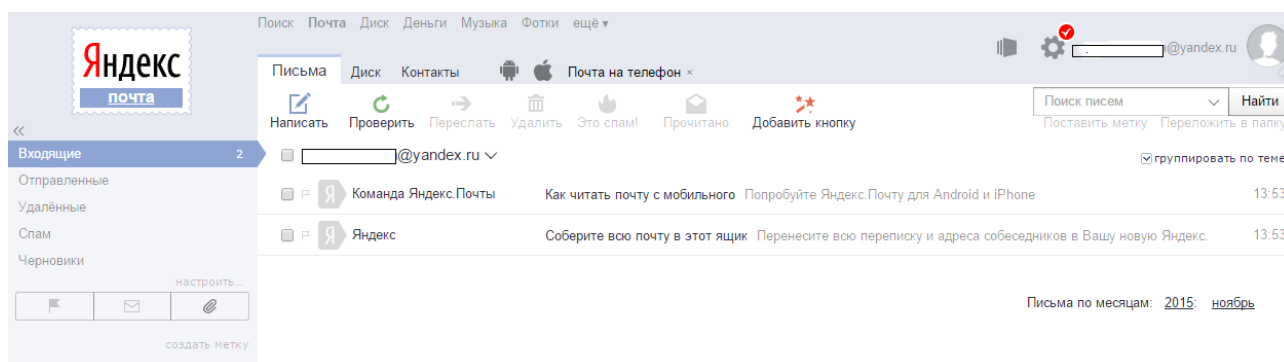 Поиск Почта Диск Деньги Музыка Фотки ещё
Яндекс
почта
@yandex.ru
Письма Диск Контакты Почта на телефон ×
Написать Проверить Переслать Удалить Это спам! Прочитано Добавить кнопку
Поиск писем Найти
Поставить метку Переложить в папку
Входящие 2
Отправленные
Удалённые
Спам
Черновики
настроить...
создать метку
@yandex.ru
группировать по теме
Я Команда Яндекс.Почты Как читать почту с мобильного Попробуйте Яндекс.Почту для Android и iPhone 13:53
Я Яндекс Соберите всю почту в этот ящик Перенесите всю переписку и адреса собеседников в Вашу новую Яндекс. 13:53
Письма по месяцам: 2015: ноябрь